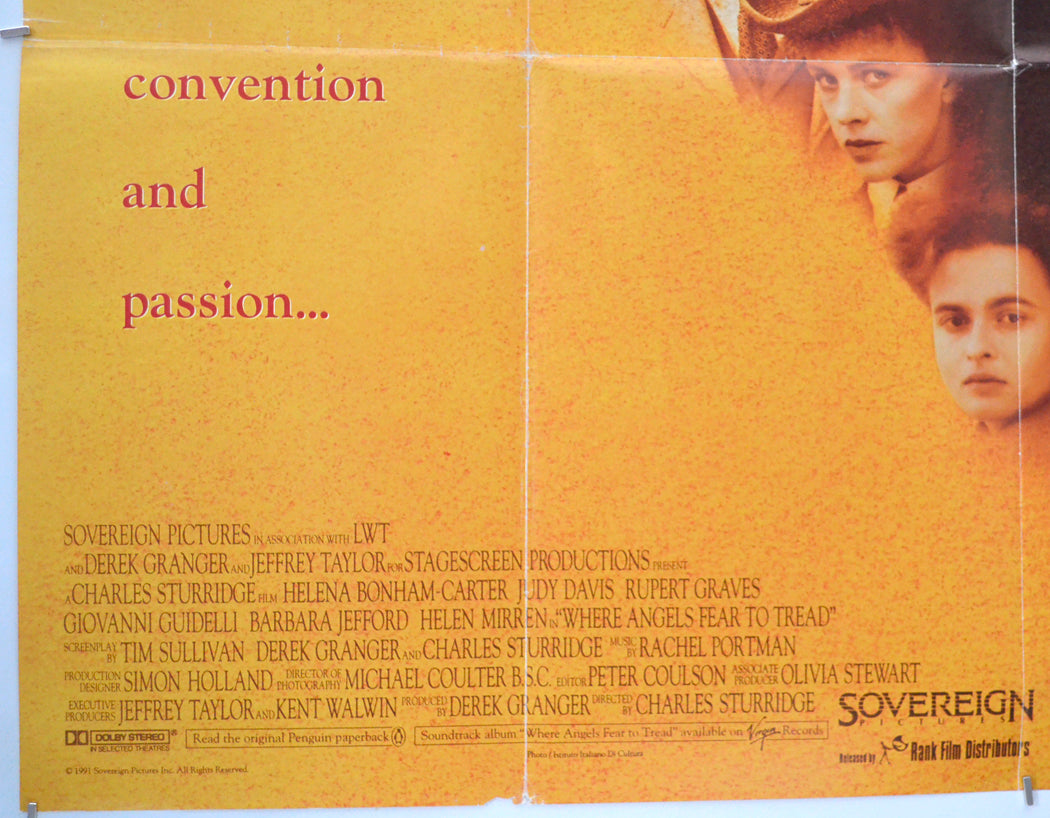 convention
and
passion...
SOVEREIGN PICTURES IN ASSOCIATION WITH LWT
AND DEREK GRANGER AND JEFFREY TAYLOR FOR STAGESCREEN PRODUCTIONS PRESENT
A CHARLES STURRIDGE FILM HELENA BONHAM-CARTER JUDY DAVIS RUPERT GRAVES
GIOVANNI GUIDELLI BARBARA JEFFORD HELEN MIRREN IN "WHERE ANGELS FEAR TO TREAD"
SCREENPLAY BY TIM SULLIVAN DEREK GRANGER AND CHARLES STURRIDGE MUSIC BY RACHEL PORTMAN
PRODUCTION DESIGNER SIMON HOLLAND DIRECTOR OF PHOTOGRAPHY MICHAEL COULTER B.S.C. EDITOR PETER COULSON ASSOCIATE PRODUCER OLIVIA STEWART
EXECUTIVE PRODUCERS JEFFREY TAYLOR AND KENT WALWIN PRODUCED BY DEREK GRANGER DIRECTED BY CHARLES STURRIDGE
SOVEREIGN
PICTURES
DOLBY STEREO ®
IN SELECTED THEATRES
Read the original Penguin paperback
Soundtrack album "Where Angels Fear to Tread" available on Virgin Records
Released by Rank Film Distributors
Photo / Istituto Italiano Di Cultura
© 1991 Sovereign Pictures Inc. All Rights Reserved.